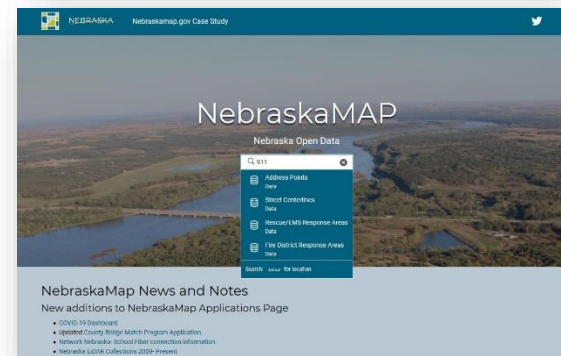 NEBRASKA Nebraskamap.gov Case Study
NebraskaMAP
Nebraska Open Data
911
Address Points
Data
Street Centerlines
Data
Rescue/EMS Response Areas
Data
Fire District Response Areas
Data
Search: for location
NebraskaMap News and Notes
New additions to NebraskaMap Applications Page
COVID-19 Dashboard
Updated County Bridge Match Program Application
Network Nebraska- School Fiber connection information
Nebraska LiDAR Collections 2009- Present